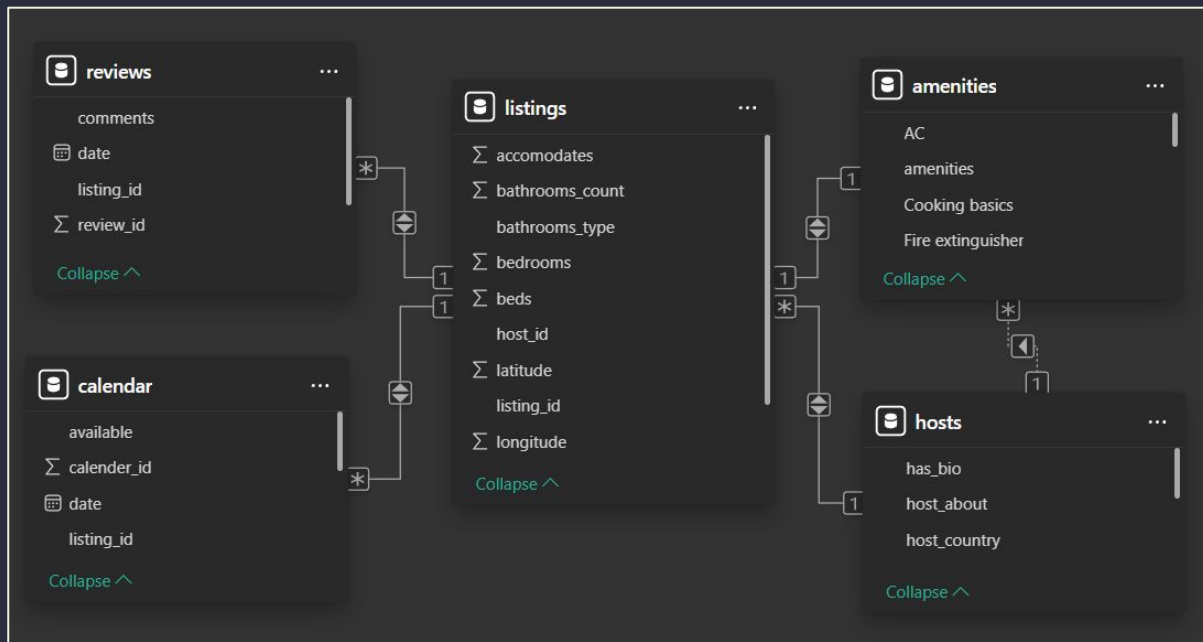 reviews
comments
date
listing_id
Σ review_id
Collapse
calendar
available
Σ calender_id
date
listing_id
Collapse
listings
Σ accomodates
Σ bathrooms_count
bathrooms_type
Σ bedrooms
Σ beds
host_id
Σ latitude
listing_id
Σ longitude
Collapse
amenities
AC
amenities
Cooking basics
Fire extinguisher
Collapse
hosts
has_bio
host_about
host_country
Collapse
*
1
1
*
1
1
*
1
*
1